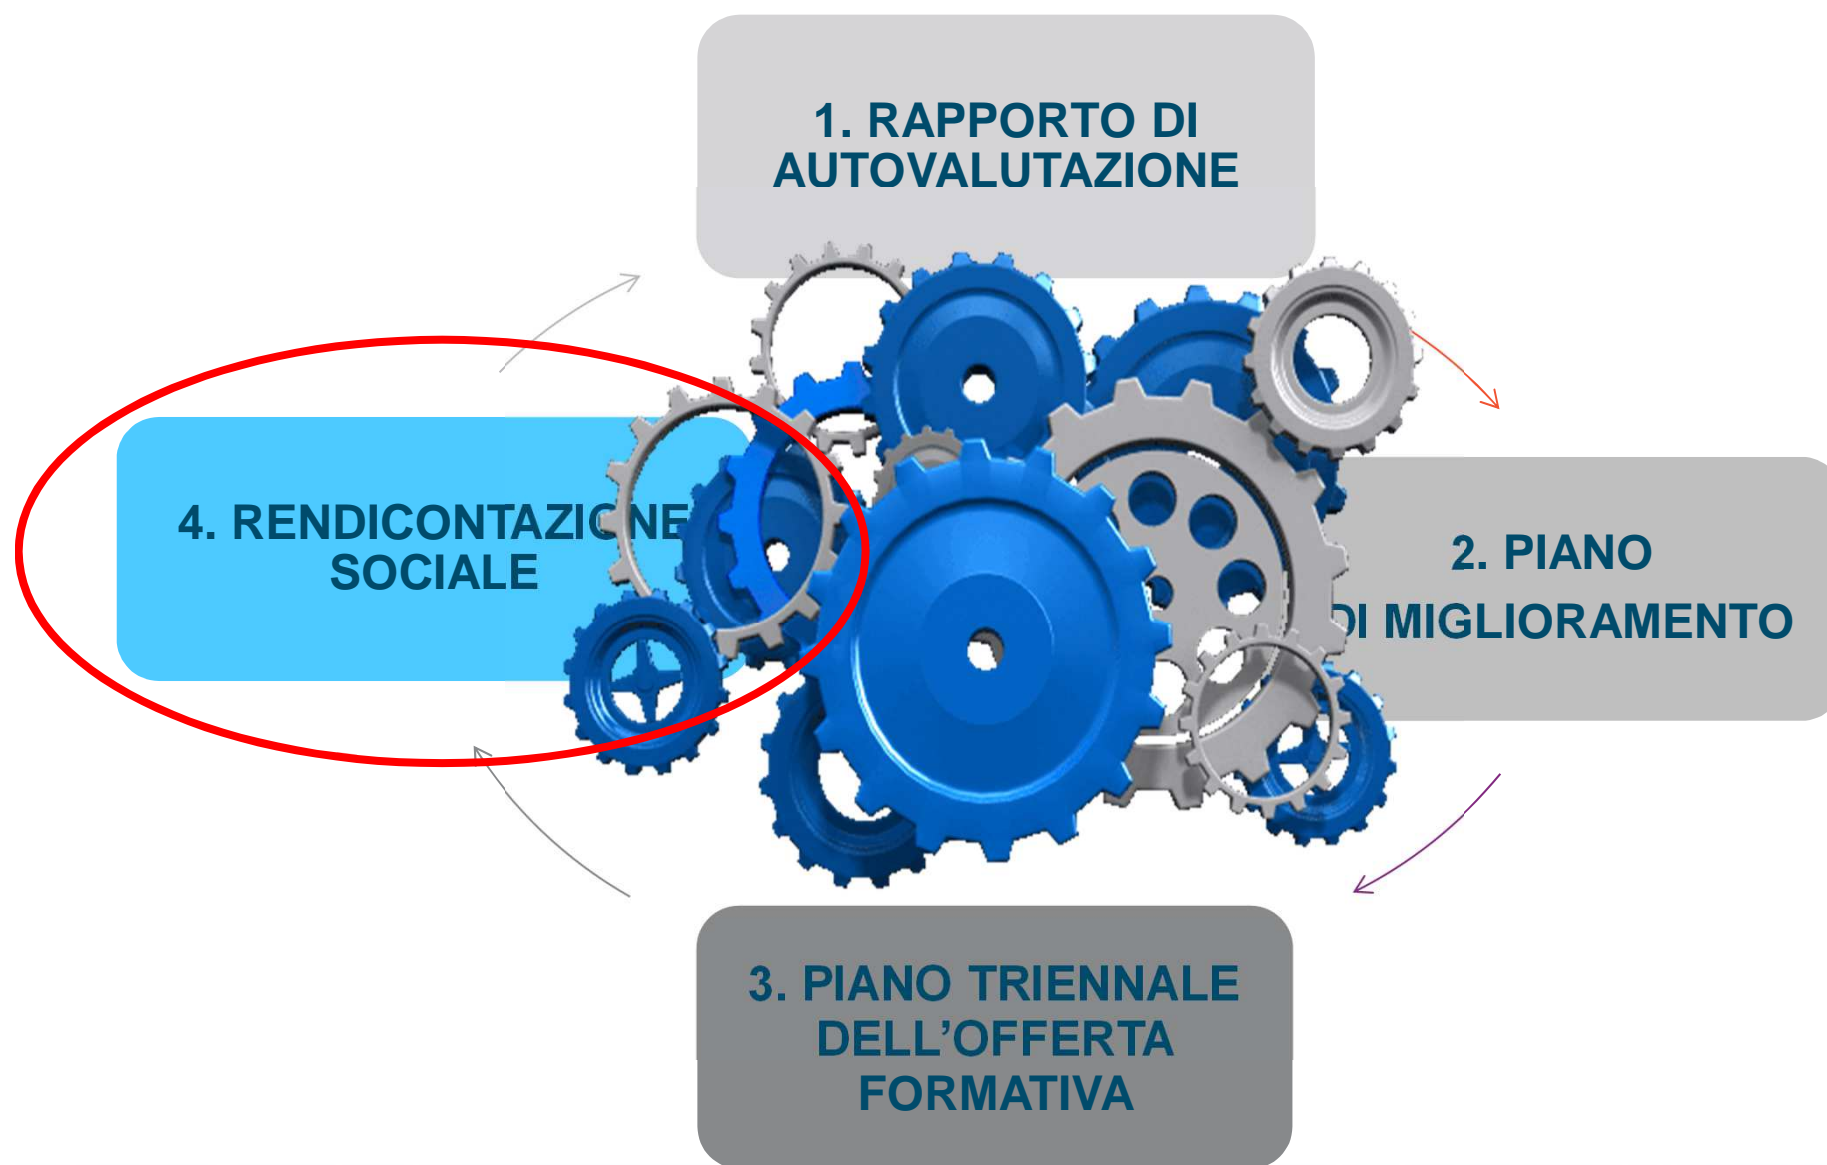 1. RAPPORTO DI
AUTOVALUTAZIONE
4. RENDICONTAZIONE
SOCIALE
2. PIANO
DI MIGLIORAMENTO
3. PIANO TRIENNALE
DELL’OFFERTA
FORMATIVA